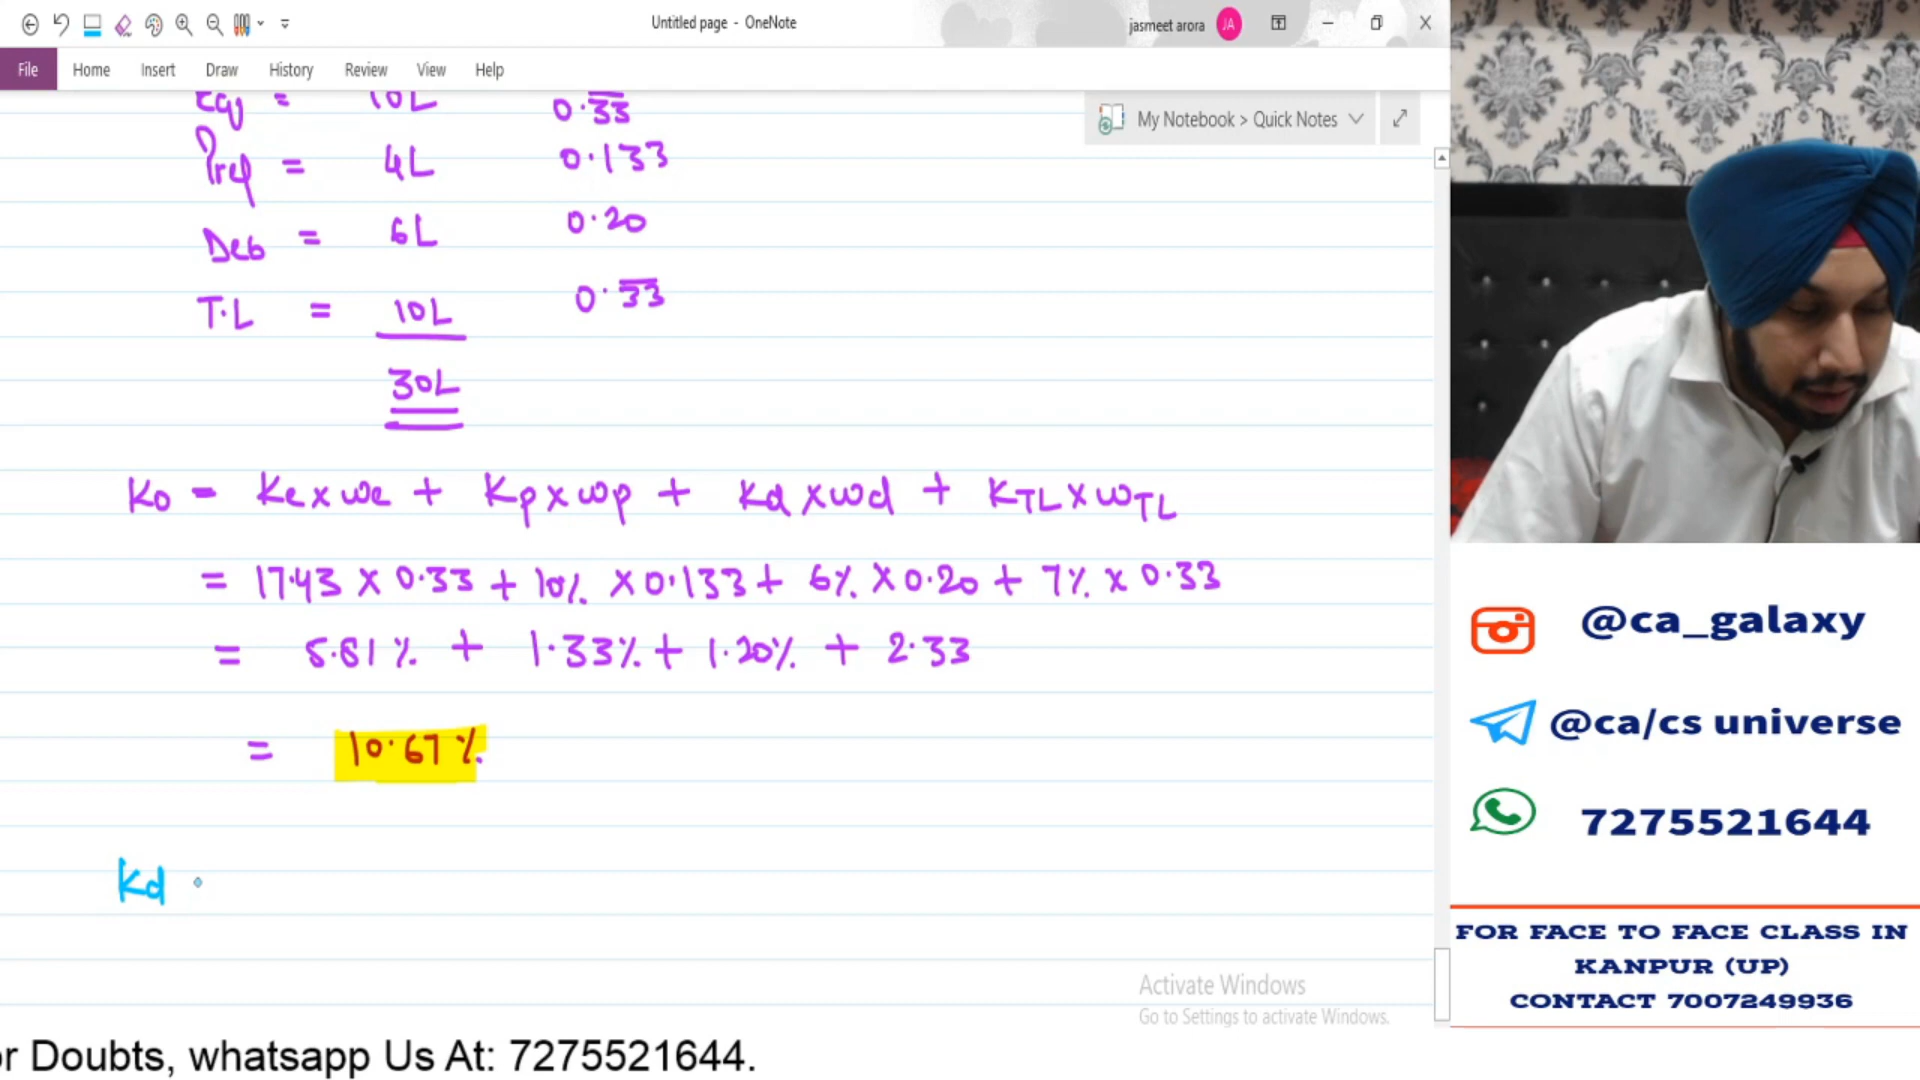 Untitled page - OneNote
jasmeet arora JA
File Home Insert Draw History Review View Help
My Notebook > Quick Notes
Eqy = 10L 0.33
Pref = 4L 0.133
Deb = 6L 0.20
T.L = 10L 0.33
30L
Ko = Ke x We + Kp x Wp + Kd x Wd + KTL x WTL
= 17.43 x 0.33 + 10% x 0.133 + 6% x 0.20 + 7% x 0.33
= 5.81% + 1.33% + 1.20% + 2.33
= 10.67%
Kd
Activate Windows
Go to Settings to activate Windows.
@ca_galaxy
@ca/cs universe
7275521644
FOR FACE TO FACE CLASS IN
KANPUR (UP)
CONTACT 7007249936
or Doubts, whatsapp Us At: 7275521644.